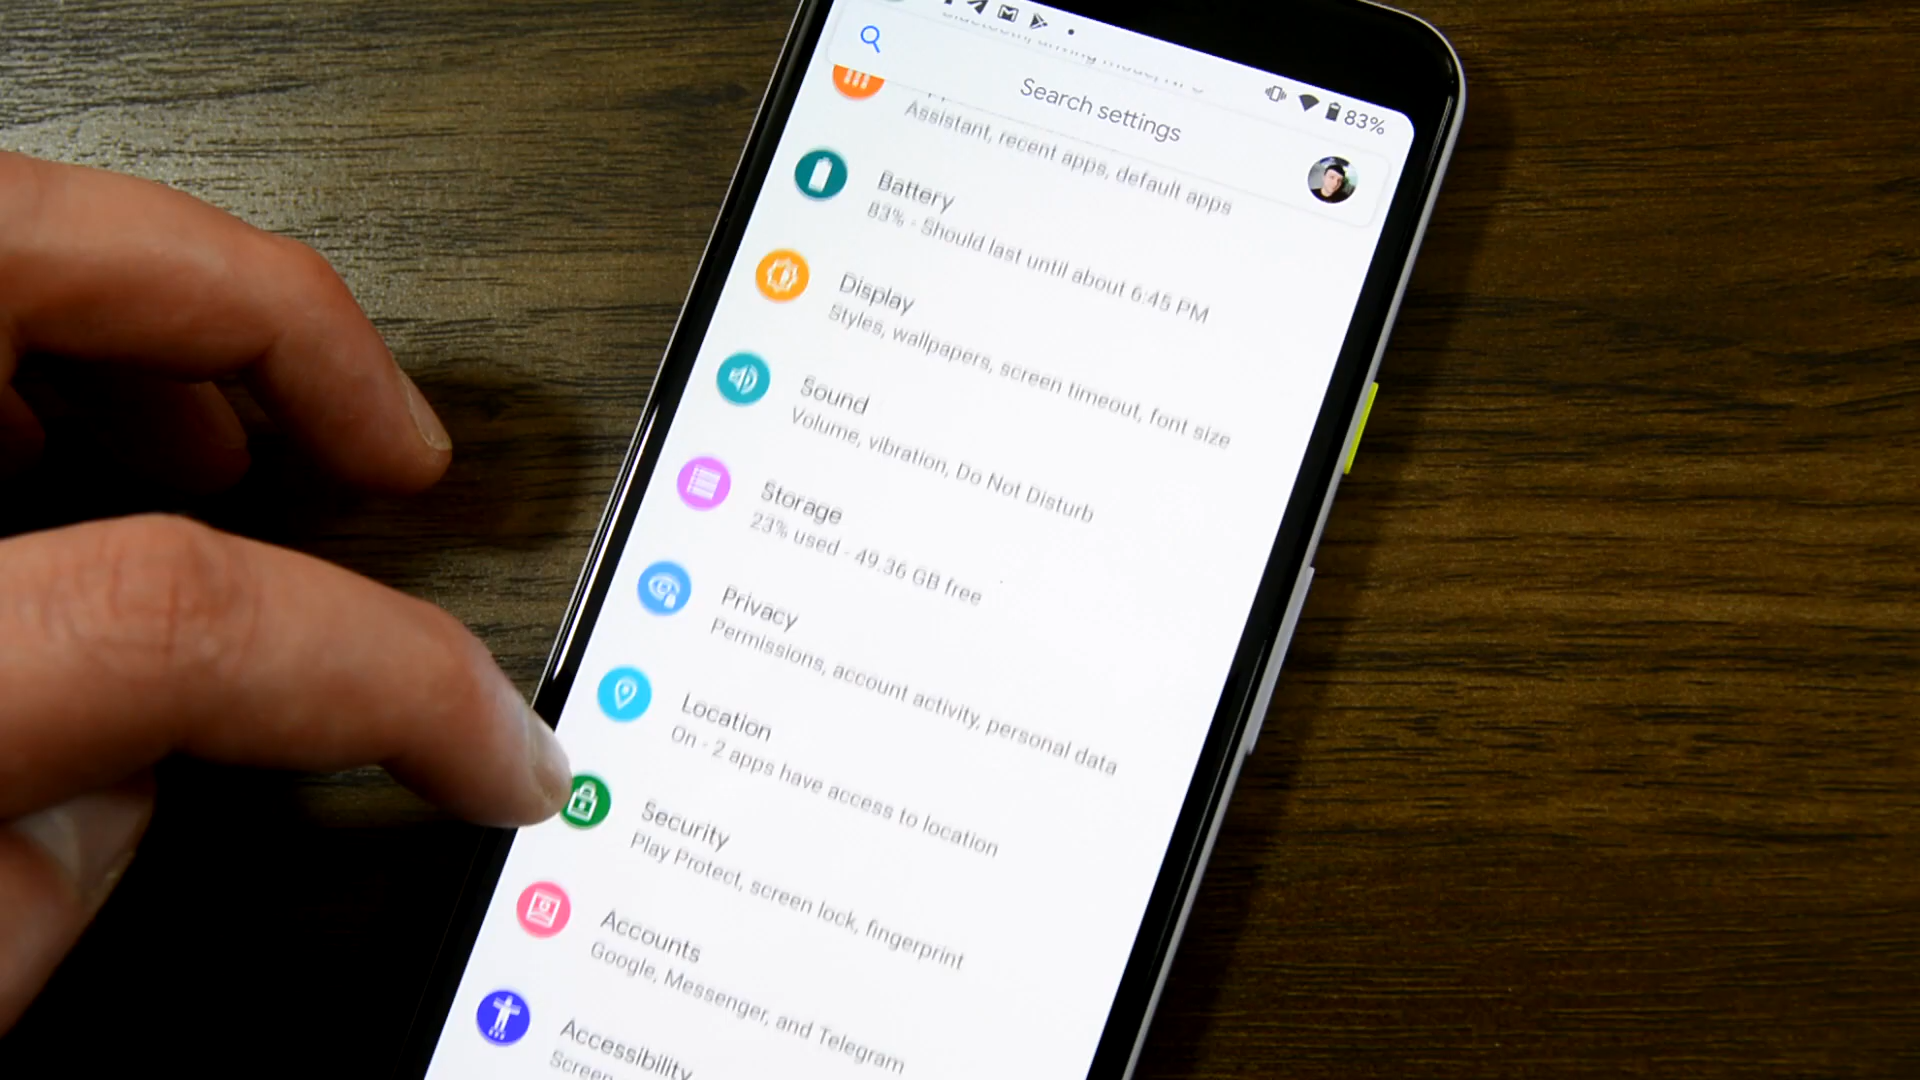 83%
Search settings
Assistant, recent apps, default apps
Battery
83% - Should last until about 6:45 PM
Display
Styles, wallpapers, screen timeout, font size
Sound
Volume, vibration, Do Not Disturb
Storage
23% used - 49.36 GB free
Privacy
Permissions, account activity, personal data
Location
On - 2 apps have access to location
Security
Play Protect, screen lock, fingerprint
Accounts
Google, Messenger, and Telegram
Accessibility
Screen